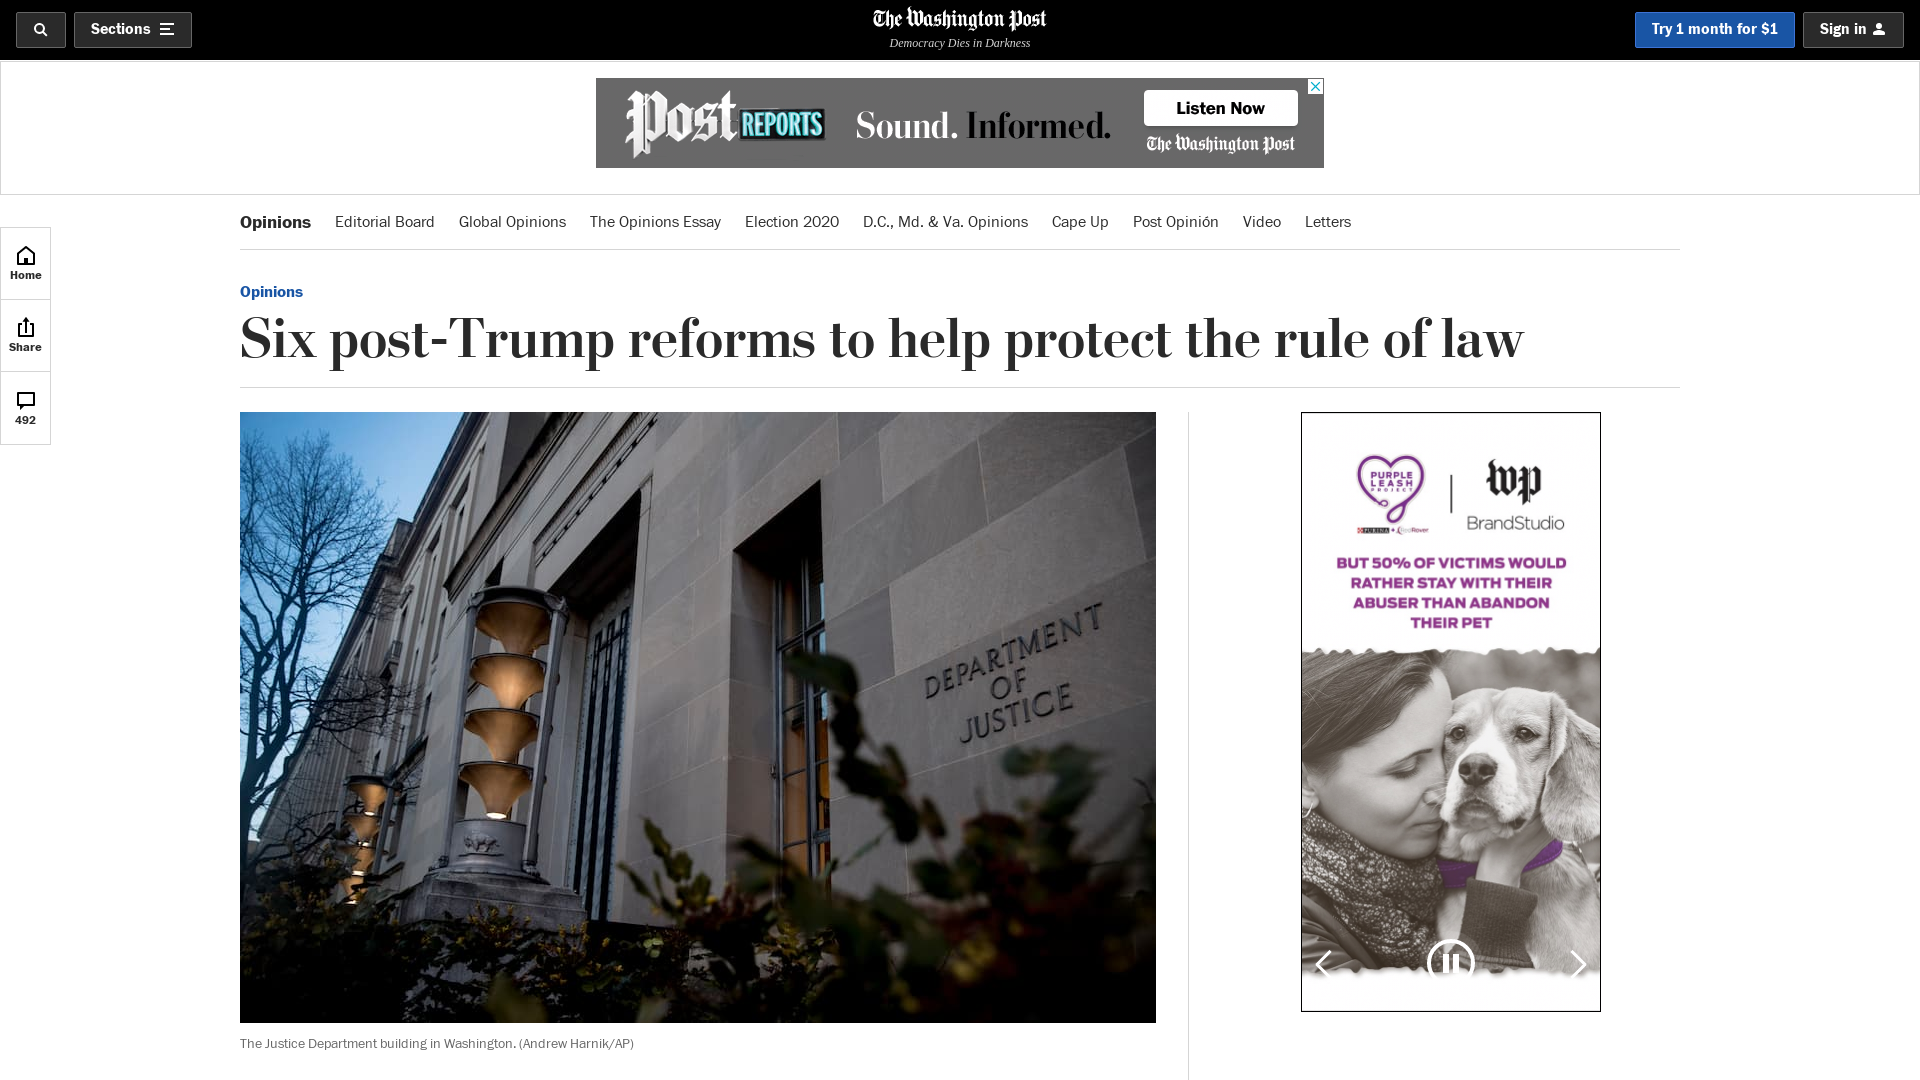 Sections
The Washington Post
Democracy Dies in Darkness
Try 1 month for $1
Sign in
Post REPORTS
Sound. Informed.
Listen Now
The Washington Post
Opinions
Editorial Board
Global Opinions
The Opinions Essay
Election 2020
D.C., Md. & Va. Opinions
Cape Up
Post Opinión
Video
Letters
Home
Share
492
Opinions
Six post-Trump reforms to help protect the rule of law
DEPARTMENT
OF
JUSTICE
The Justice Department building in Washington. (Andrew Harnik/AP)
PURPLE
LEASH
PROJECT
PURINA + RedRover
wp
BrandStudio
BUT 50% OF VICTIMS WOULD
RATHER STAY WITH THEIR
ABUSER THAN ABANDON
THEIR PET